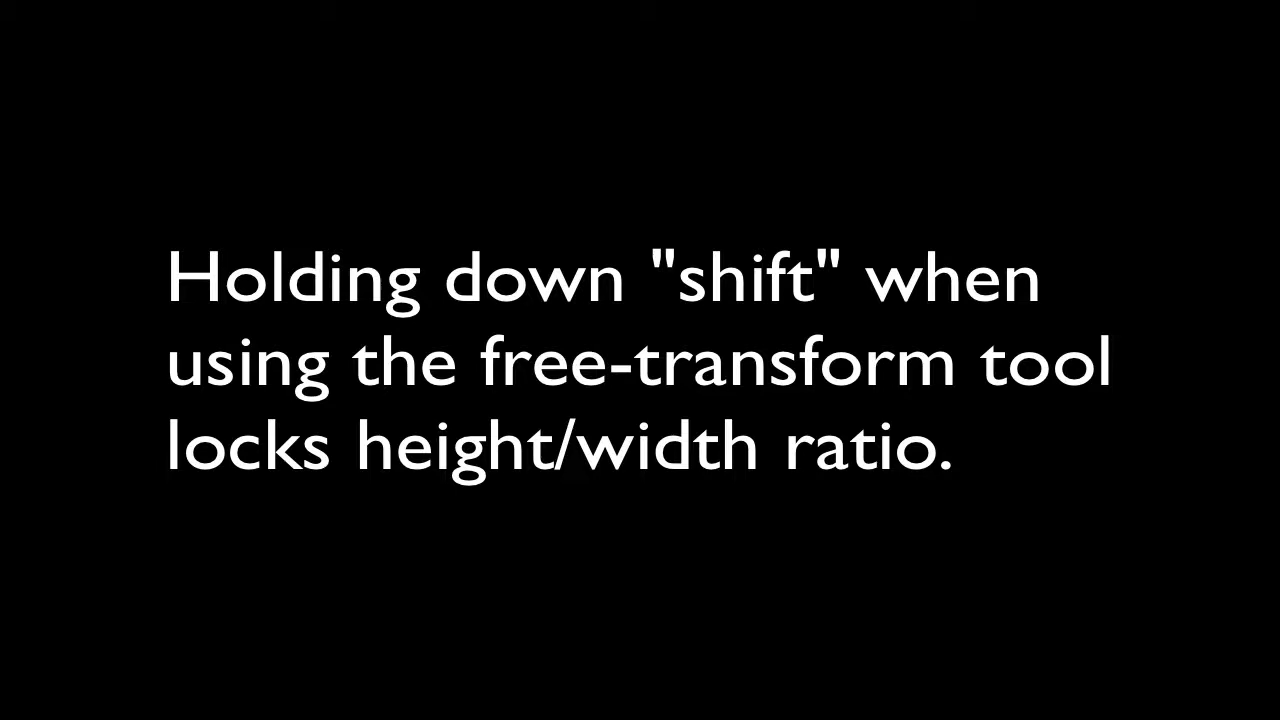 Holding down "shift" when
using the free-transform tool
locks height/width ratio.